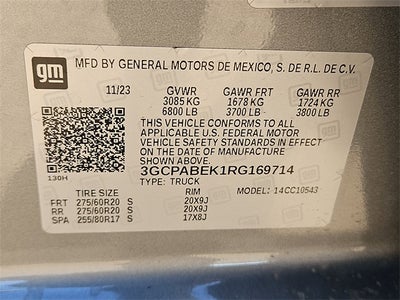 gm
MFD BY GENERAL MOTORS DE MEXICO, S. DE R.L. DE C.V.
11/23 GVWR GAWR FRT GAWR RR
3085 KG 1678 KG 1724 KG
6800 LB 3700 LB 3800 LB
THIS VEHICLE CONFORMS TO ALL
APPLICABLE U.S. FEDERAL MOTOR
VEHICLE SAFETY STANDARDS IN EFFECT
ON THE DATE OF MANUFACTURE
SHOWN ABOVE.
3GCPABEK1RG169714
130H TYPE: TRUCK
TIRE SIZE RIM MODEL: 14CC10543
FRT 275/60R20 S 20X9J
RR 275/60R20 S 20X9J
SPA 255/80R17 S 17X8J